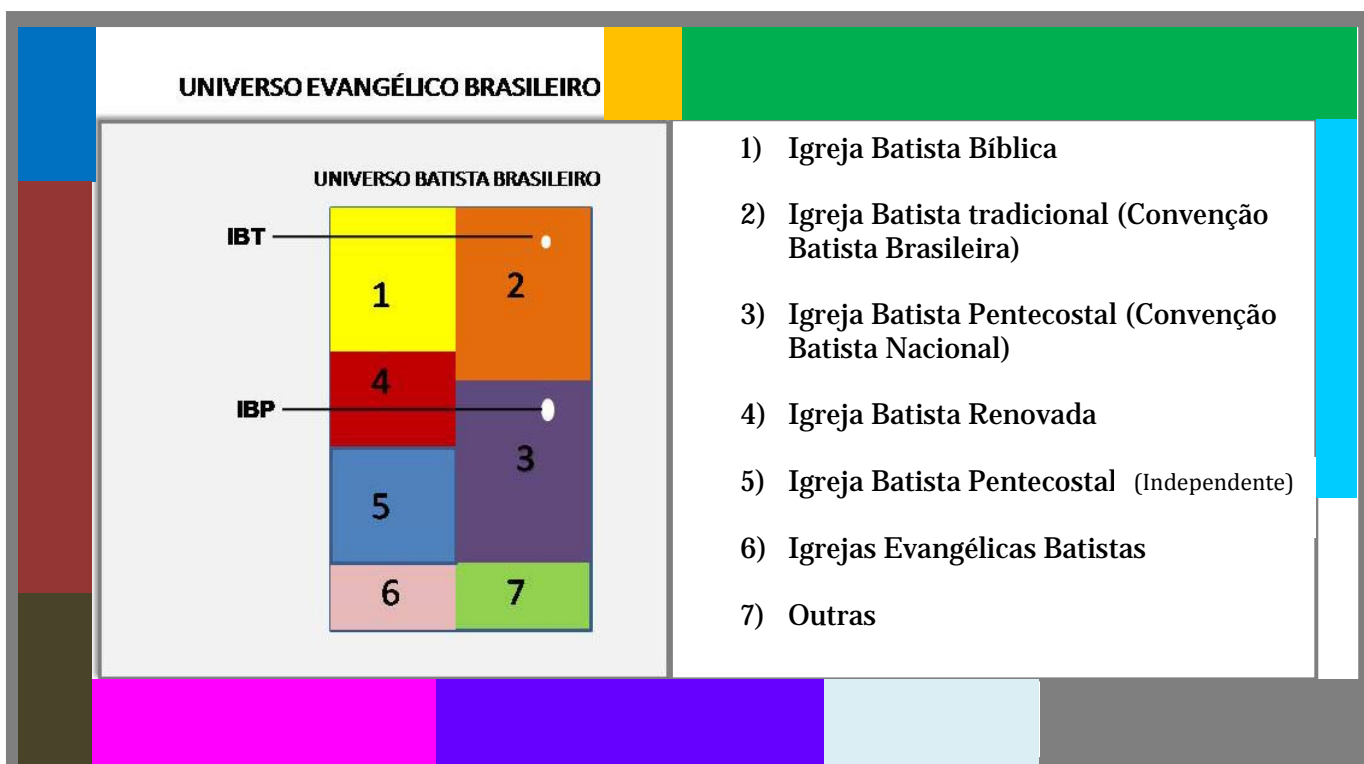 UNIVERSO EVANGÉLICO BRASILEIRO
UNIVERSO BATISTA BRASILEIRO
IBT
1
2
4
IBP
3
5
6
7
1) Igreja Batista Bíblica
2) Igreja Batista tradicional (Convenção
Batista Brasileira)
3) Igreja Batista Pentecostal (Convenção
Batista Nacional)
4) Igreja Batista Renovada
5) Igreja Batista Pentecostal (Independente)
6) Igrejas Evangélicas Batistas
7) Outras